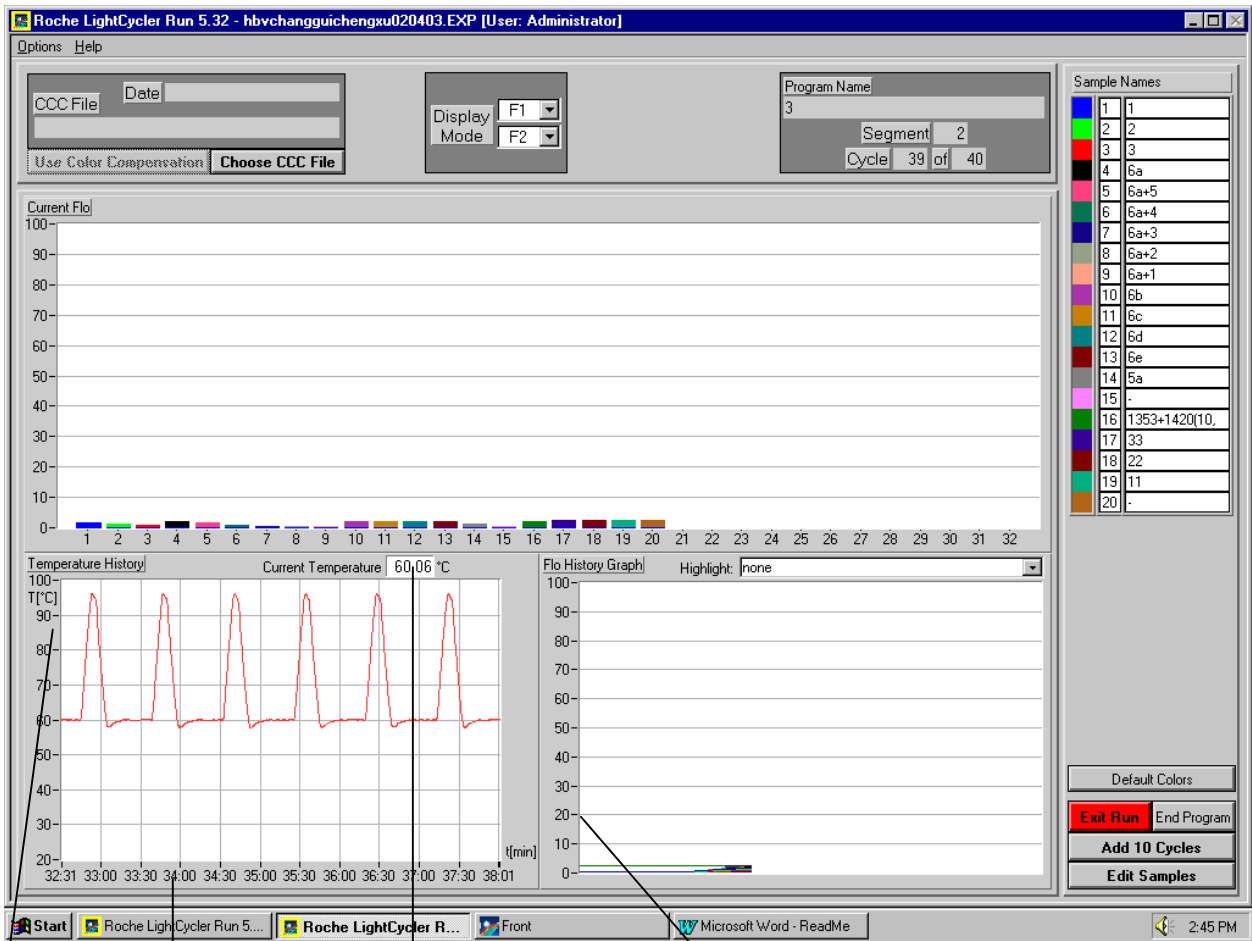 Roche LightCycler Run 5.32 - hbvchangguichengxu020403.EXP [User: Administrator]
Options Help
CCC File Date
Use Color Compensation Choose CCC File
Display Mode F1 F2
Program Name
3
Segment 2
Cycle 39 of 40
Sample Names
1 1
2 2
3 3
4 6a
5 6a+5
6 6a+4
7 6a+3
8 6a+2
9 6a+1
10 6b
11 6c
12 6d
13 6e
14 5a
15 -
16 1353+1420(10,
17 33
18 22
19 11
20 -
Current Flo
100
90
80
70
60
50
40
30
20
10
0
1 2 3 4 5 6 7 8 9 10 11 12 13 14 15 16 17 18 19 20 21 22 23 24 25 26 27 28 29 30 31 32
Temperature History Current Temperature 60.06 °C
100
T[°C]
90
80
70
60
50
40
30
20
t[min]
32:31 33:00 33:30 34:00 34:30 35:00 35:30 36:00 36:30 37:00 37:30 38:01
Flo History Graph Highlight: none
100
90
80
70
60
50
40
30
20
10
0
Default Colors
Exit Run End Program
Add 10 Cycles
Edit Samples
Start Roche LightCycler Run 5.... Roche LightCycler R... Front Microsoft Word - ReadMe 2:45 PM